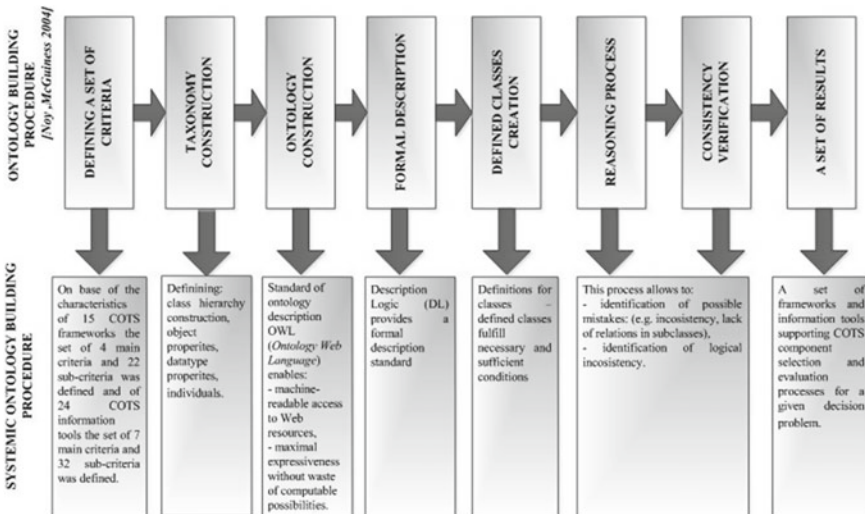 ONTOLOGY BUILDING
PROCEDURE
[Noy ,McGuiness 2004]
DEFINING A SET OF
CRITERIA
TAXONOMY
CONSTRUCTION
ONTOLOGY
CONSTRUCTION
FORMAL DESCRIPTION
DEFINED CLASSES
CREATION
REASONING PROCESS
CONSISTENCY
VERIFICATION
A SET OF RESULTS
SYSTEMIC ONTOLOGY BUILDING
PROCEDURE
On base of the
characteristics
of 15 COTS
frameworks the
set of 4 main
criteria and 22
sub-criteria was
defined and of
24 COTS
information
tools the set of 7
main criteria and
32 sub-criteria
was defined.
Definining:
class hierarchy
construction,
object
properites,
datatype
properites,
individuals.
Standard of
ontology
description
OWL
(Ontology Web
Language)
enables:
- machine-
readable access
to Web
resources,
- maximal
expressiveness
without waste
of computable
possibilities.
Description
Logic (DL)
provides a
formal
description
standard
Definitions for
classes –
defined classes
fulfill
necessary and
sufficient
conditions
This process allows to:
- identification of possible
mistakes: (e.g. incosistency, lack
of relations in subclasses),
- identification of logical
incosistency.
A set of
frameworks and
information tools
supporting COTS
component
selection and
evaluation
processes for a
given decision
problem.